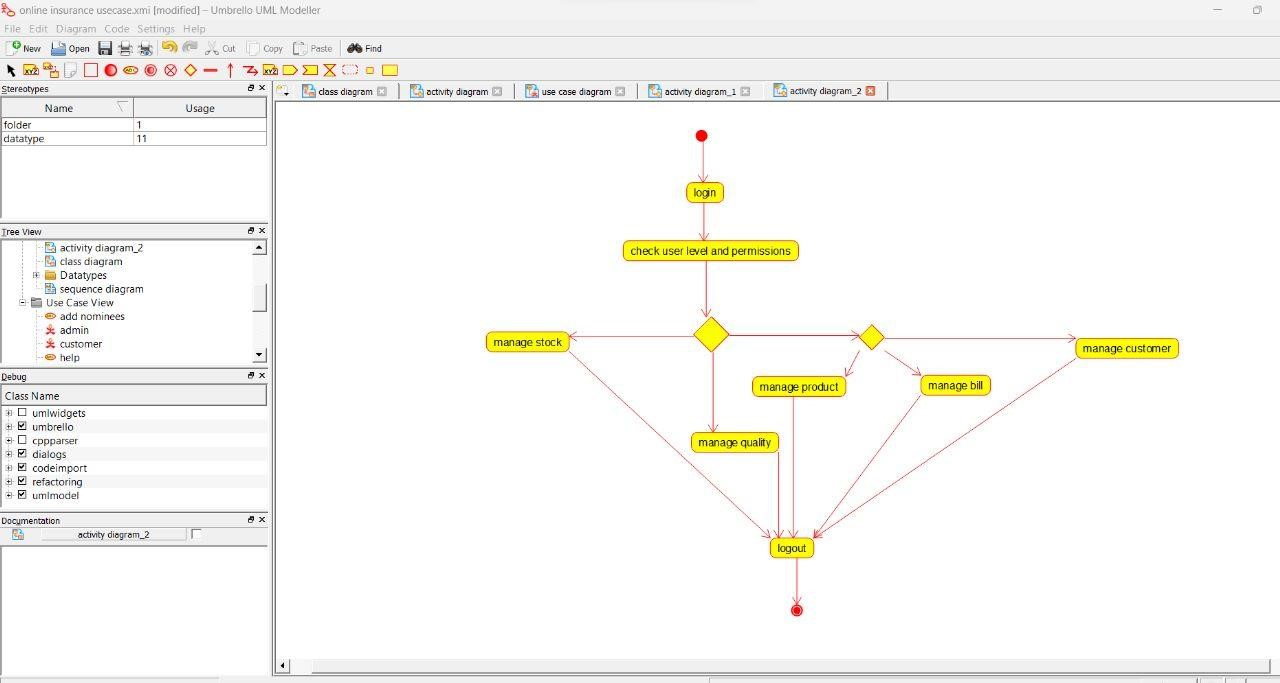 online insurance usecase.xmi [modified] – Umbrello UML Modeller
File Edit Diagram Code Settings Help
New Open Cut Copy Paste Find
Stereotypes
Name Usage
folder 1
datatype 11
Tree View
activity diagram_2
class diagram
Datatypes
sequence diagram
Use Case View
add nominees
admin
customer
help
Debug
Class Name
umlwidgets
umbrello
cppparser
dialogs
codeimport
refactoring
umlmodel
Documentation
activity diagram_2
class diagram activity diagram use case diagram activity diagram_1 activity diagram_2
login
check user level and permissions
manage stock
manage customer
manage product
manage bill
manage quality
logout